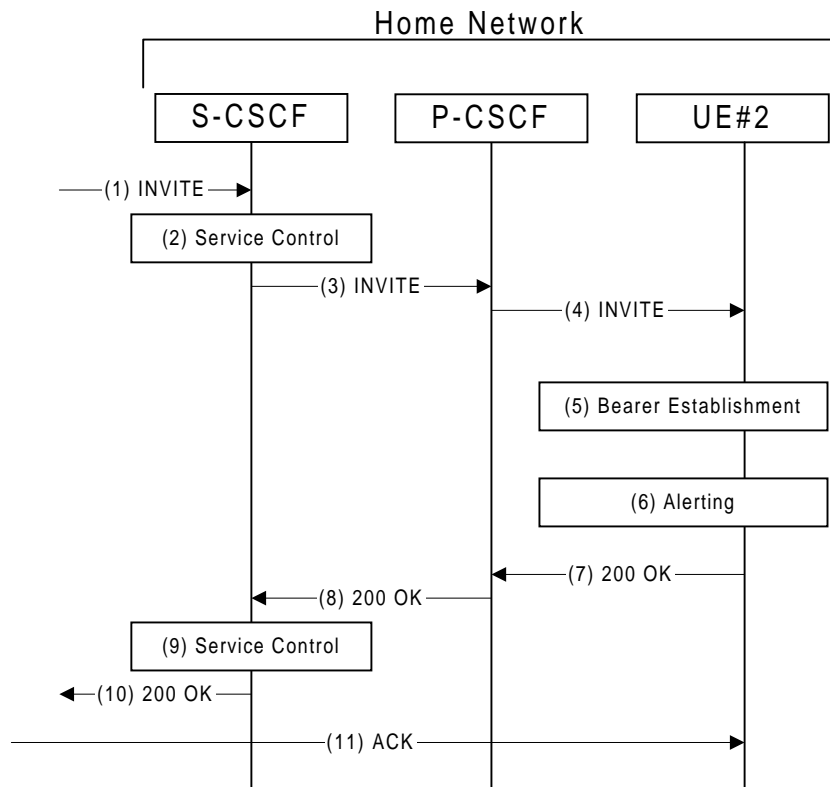 Home Network
S-CSCF
P-CSCF
UE#2
(1) INVITE
(2) Service Control
(3) INVITE
(4) INVITE
(5) Bearer Establishment
(6) Alerting
(7) 200 OK
(8) 200 OK
(9) Service Control
(10) 200 OK
(11) ACK